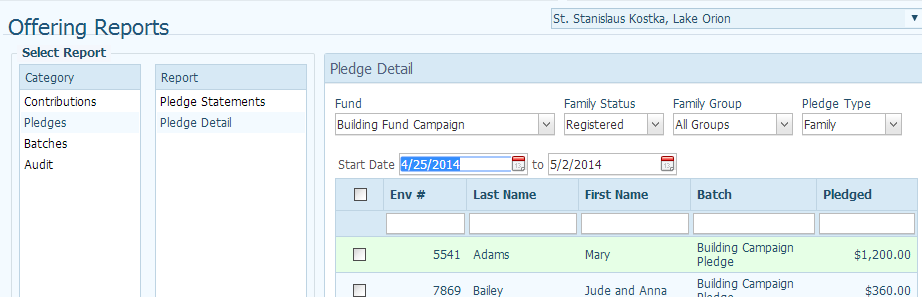 Offering Reports
St. Stanislaus Kostka, Lake Orion
Select Report
Category
Contributions
Pledges
Batches
Audit
Report
Pledge Statements
Pledge Detail
Pledge Detail
Fund Family Status Family Group Pledge Type
Building Fund Campaign Registered All Groups Family
Start Date 4/25/2014 to 5/2/2014
Env # Last Name First Name Batch Pledged
5541 Adams Mary Building Campaign Pledge $1,200.00
7869 Bailey Jude and Anna Building Campaign $360.00